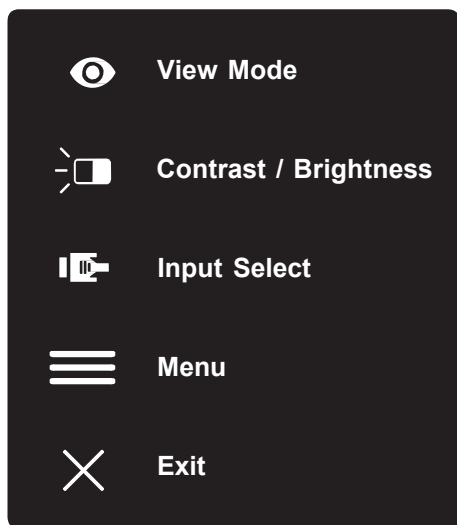 View Mode
Contrast / Brightness
Input Select
Menu
Exit